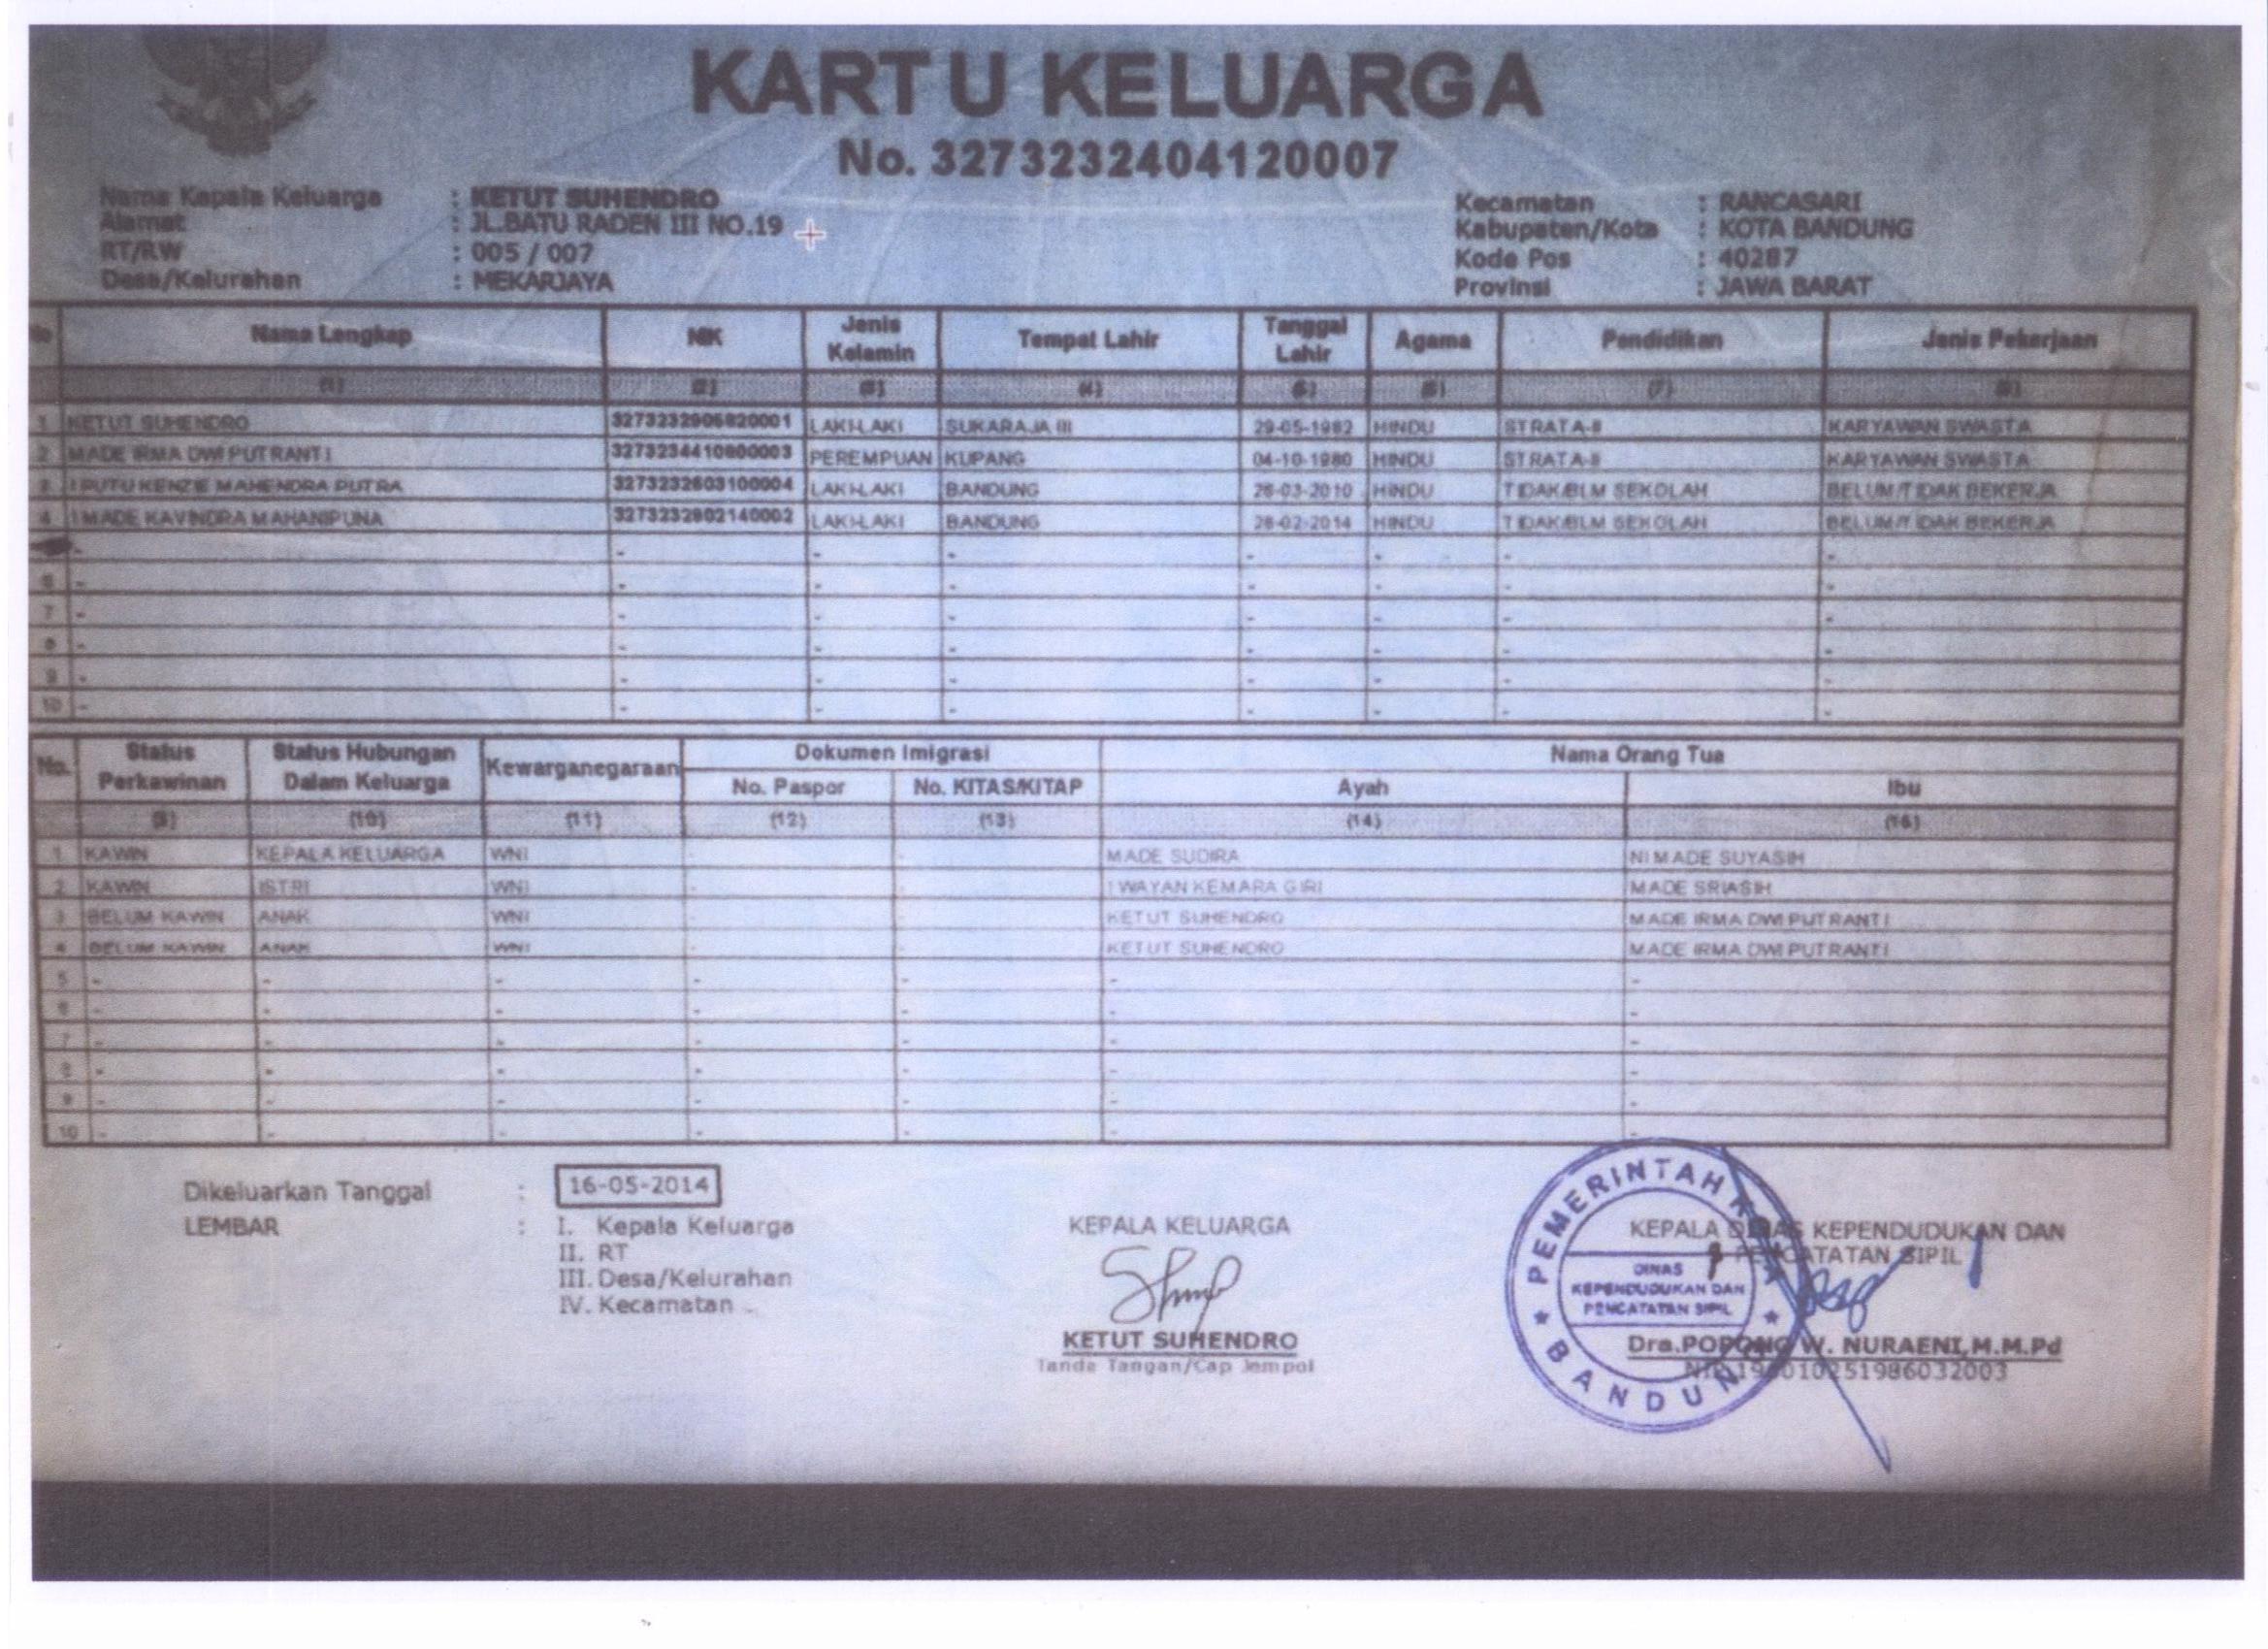 KARTU KELUARGA
No. 3273232404120007
Nama Kepala Keluarga : KETUT SUHENDRO
Alamat : JL.BATU RADEN III NO.19
RT/RW : 005 / 007
Desa/Kelurahan : MEKARJAYA
Kecamatan : RANCASARI
Kabupaten/Kota : KOTA BANDUNG
Kode Pos : 40287
Provinsi : JAWA BARAT
No Nama Lengkap NIK Jenis Kelamin Tempat Lahir Tanggal Lahir Agama Pendidikan Jenis Pekerjaan
(1) (2) (3) (4) (5) (6) (7) (8)
1 KETUT SUHENDRO 3273232905820001 LAKI-LAKI SUKARAJA III 29-05-1982 HINDU STRATA-II KARYAWAN SWASTA
2 MADE IRMA DWI PUTRANTI 3273234410800003 PEREMPUAN KUPANG 04-10-1980 HINDU STRATA-II KARYAWAN SWASTA
3 I PUTU KENZIE MAHENDRA PUTRA 3273232603100004 LAKI-LAKI BANDUNG 26-03-2010 HINDU TIDAK/BLM SEKOLAH BELUM/TIDAK BEKERJA
4 I MADE KAVINDRA MAHANIPUNA 3273232802140002 LAKI-LAKI BANDUNG 28-02-2014 HINDU TIDAK/BLM SEKOLAH BELUM/TIDAK BEKERJA
- - - - - - - -
6 - - - - - - - -
7 - - - - - - - -
8 - - - - - - - -
9 - - - - - - - -
10 - - - - - - - -
No. Status Perkawinan Status Hubungan Dalam Keluarga Kewarganegaraan Dokumen Imigrasi Nama Orang Tua
No. Paspor No. KITAS/KITAP Ayah Ibu
(9) (10) (11) (12) (13) (14) (15)
1 KAWIN KEPALA KELUARGA WNI - - MADE SUDIRA NI MADE SUYASIH
2 KAWIN ISTRI WNI - - I WAYAN KEMARA GIRI MADE SRIASIH
3 BELUM KAWIN ANAK WNI - - KETUT SUHENDRO MADE IRMA DWI PUTRANTI
4 BELUM KAWIN ANAK WNI - - KETUT SUHENDRO MADE IRMA DWI PUTRANTI
5 - - - - - - -
6 - - - - - - -
7 - - - - - - -
8 - - - - - - -
9 - - - - - - -
10 - - - - - - -
Dikeluarkan Tanggal : 16-05-2014
LEMBAR : I. Kepala Keluarga
II. RT
III. Desa/Kelurahan
IV. Kecamatan
KEPALA KELUARGA
KETUT SUHENDRO
Tanda Tangan/Cap Jempol
KEPALA DINAS KEPENDUDUKAN DAN
PENCATATAN SIPIL
PEMERINTAH KOTA
DINAS
KEPENDUDUKAN DAN
PENCATATAN SIPIL
BANDUNG
Dra.POPONG W. NURAENI,M.M.Pd